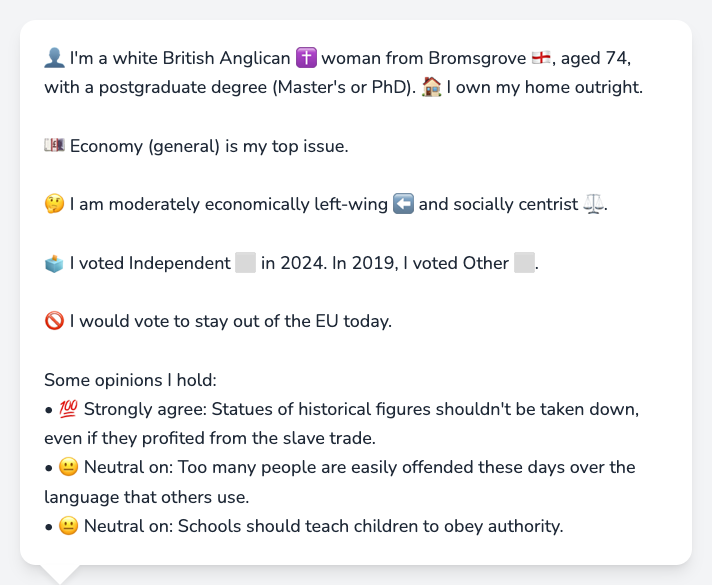 👤 I'm a white British Anglican ✝️ woman from Bromsgrove 🏴󠁧󠁢󠁥󠁮󠁧󠁿, aged 74,
with a postgraduate degree (Master's or PhD). 🏠 I own my home outright.
💷 Economy (general) is my top issue.
🤔 I am moderately economically left-wing ⬅️ and socially centrist ⚖️.
🗳️ I voted Independent ⬜ in 2024. In 2019, I voted Other ⬜.
🚫 I would vote to stay out of the EU today.
Some opinions I hold:
• 💯 Strongly agree: Statues of historical figures shouldn't be taken down,
even if they profited from the slave trade.
• 😐 Neutral on: Too many people are easily offended these days over the
language that others use.
• 😐 Neutral on: Schools should teach children to obey authority.